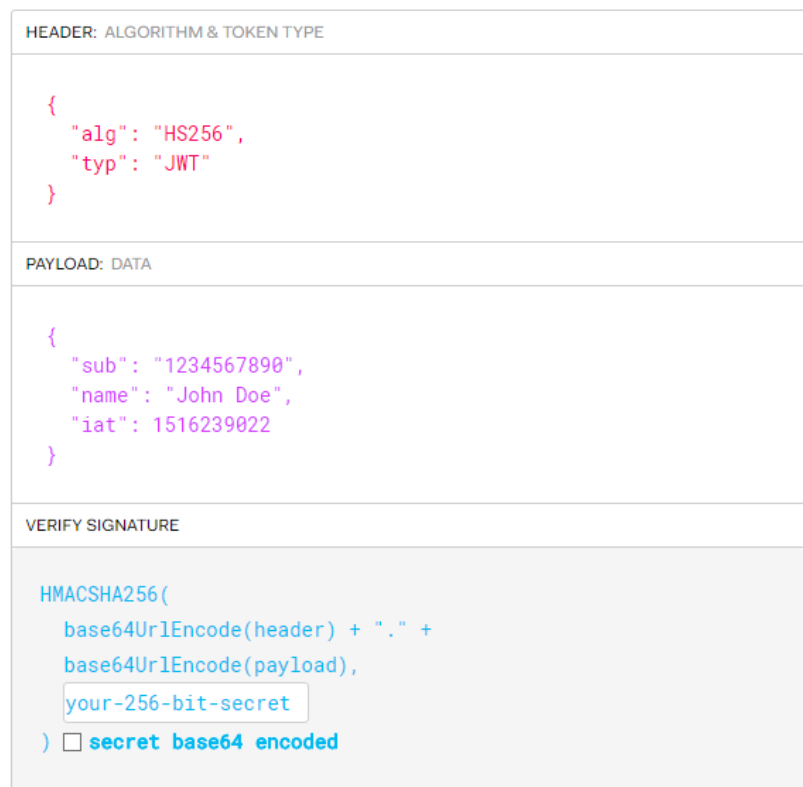 HEADER: ALGORITHM & TOKEN TYPE
{
"alg": "HS256",
"typ": "JWT"
}
PAYLOAD: DATA
{
"sub": "1234567890",
"name": "John Doe",
"iat": 1516239022
}
VERIFY SIGNATURE
HMACSHA256(
base64UrlEncode(header) + "." +
base64UrlEncode(payload),
your-256-bit-secret
) secret base64 encoded